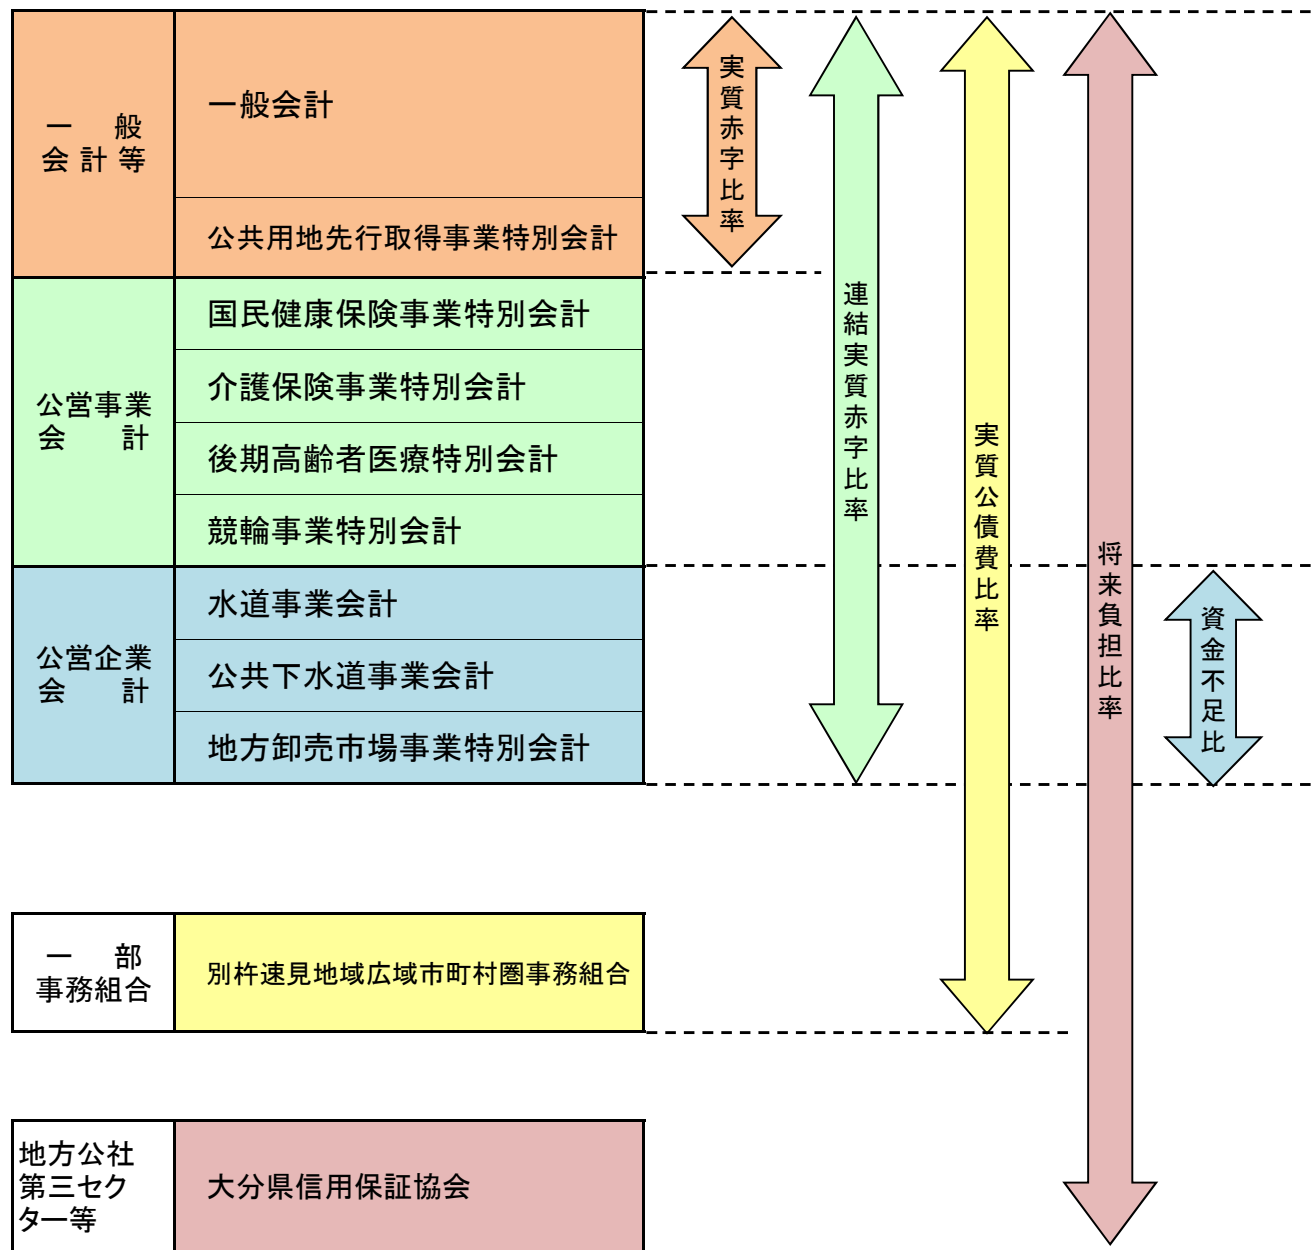 一般
会計等
一般会計
公共用地先行取得事業特別会計
公営事業
会計
国民健康保険事業特別会計
介護保険事業特別会計
後期高齢者医療特別会計
競輪事業特別会計
公営企業
会計
水道事業会計
公共下水道事業会計
地方卸売市場事業特別会計
一部
事務組合
別杵速見地域広域市町村圏事務組合
地方公社
第三セク
ター等
大分県信用保証協会
実質赤字比率
連結実質赤字比率
実質公債費比率
将来負担比率
資金不足比